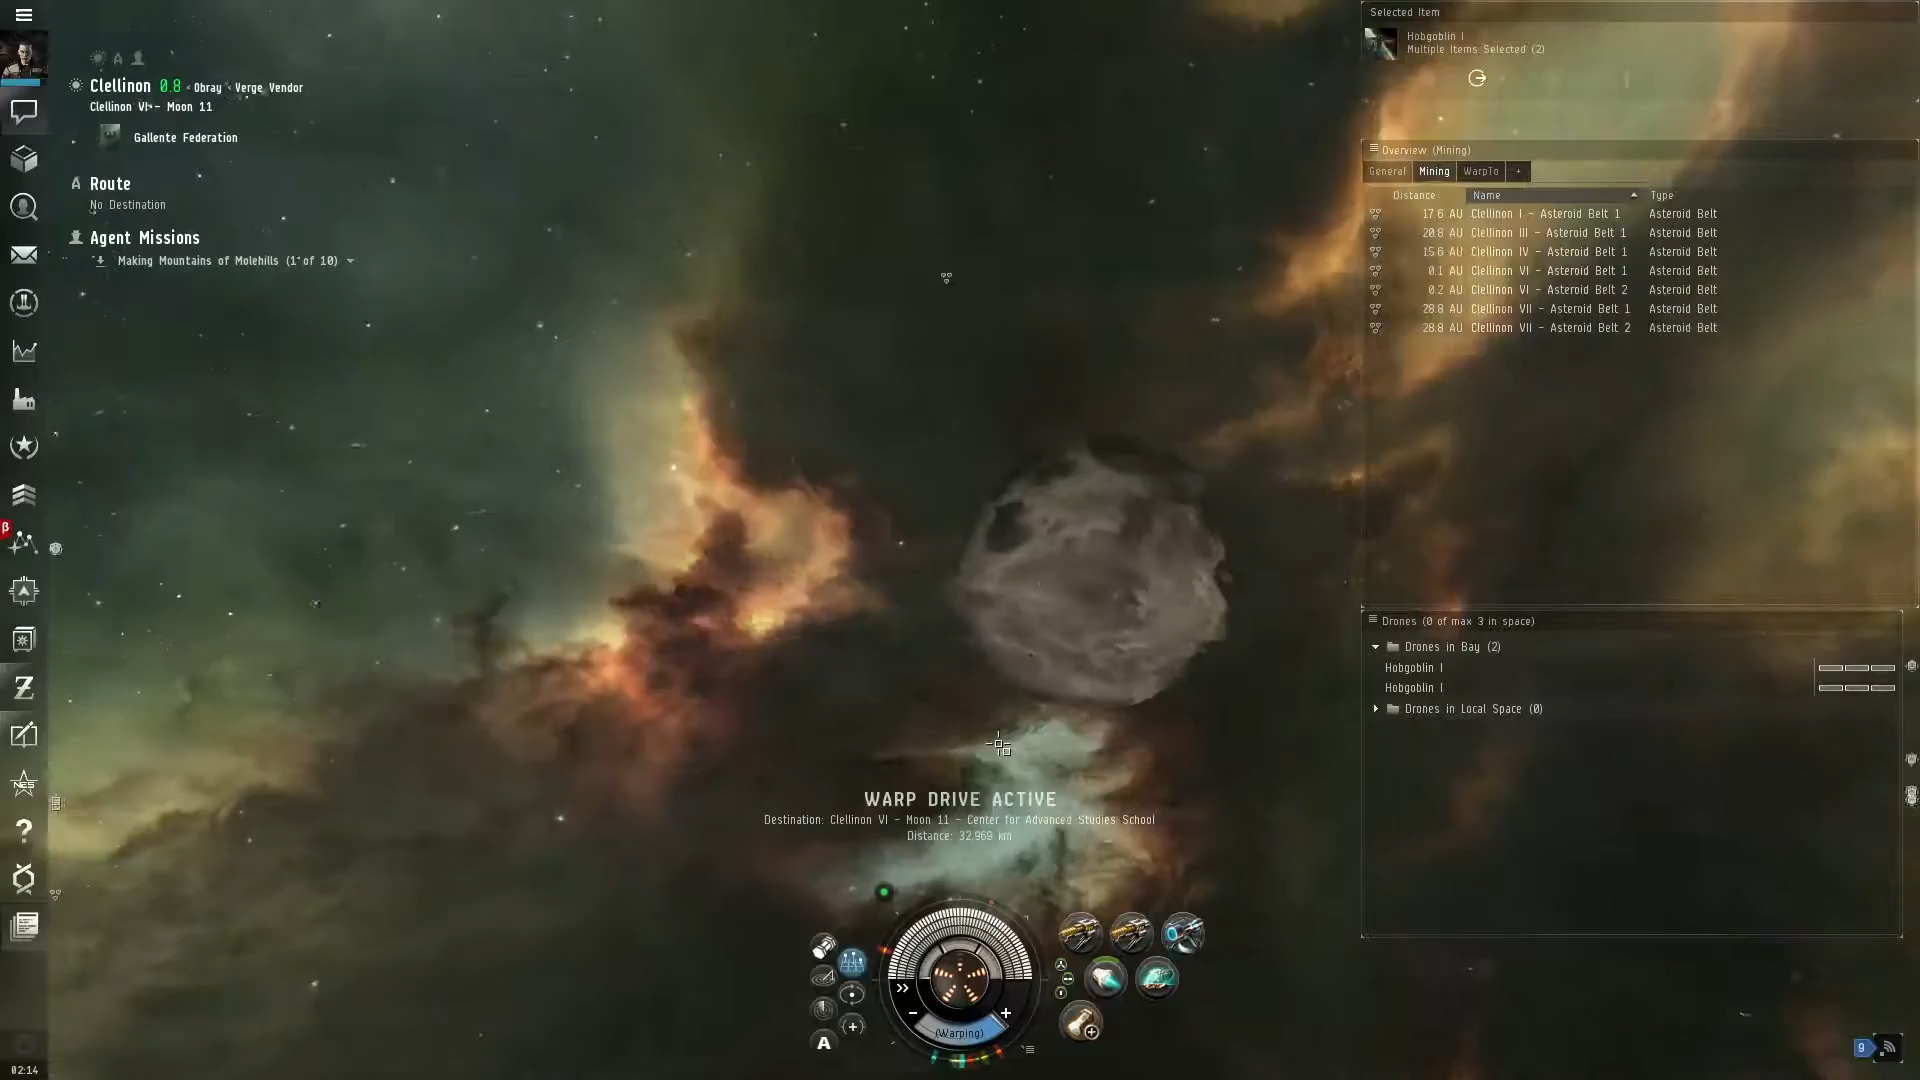 Clellinon 0.8 < Obray < Verge Vendor
Clellinon VI - Moon 11
Gallente Federation
Route
No Destination
Agent Missions
Making Mountains of Molehills (1 of 10)
β
NES
02:14
Selected Item
Hobgoblin I
Multiple Items Selected (2)
Overview (Mining)
General Mining WarpTo +
Distance Name Type
17.6 AU Clellinon I - Asteroid Belt 1 Asteroid Belt
20.8 AU Clellinon III - Asteroid Belt 1 Asteroid Belt
15.6 AU Clellinon IV - Asteroid Belt 1 Asteroid Belt
0.1 AU Clellinon VI - Asteroid Belt 1 Asteroid Belt
0.2 AU Clellinon VI - Asteroid Belt 2 Asteroid Belt
28.8 AU Clellinon VII - Asteroid Belt 1 Asteroid Belt
28.8 AU Clellinon VII - Asteroid Belt 2 Asteroid Belt
Drones (0 of max 3 in space)
Drones in Bay (2)
Hobgoblin I
Hobgoblin I
Drones in Local Space (0)
WARP DRIVE ACTIVE
Destination: Clellinon VI - Moon 11 - Center for Advanced Studies School
Distance: 32,969 km
(Warping)
A
9